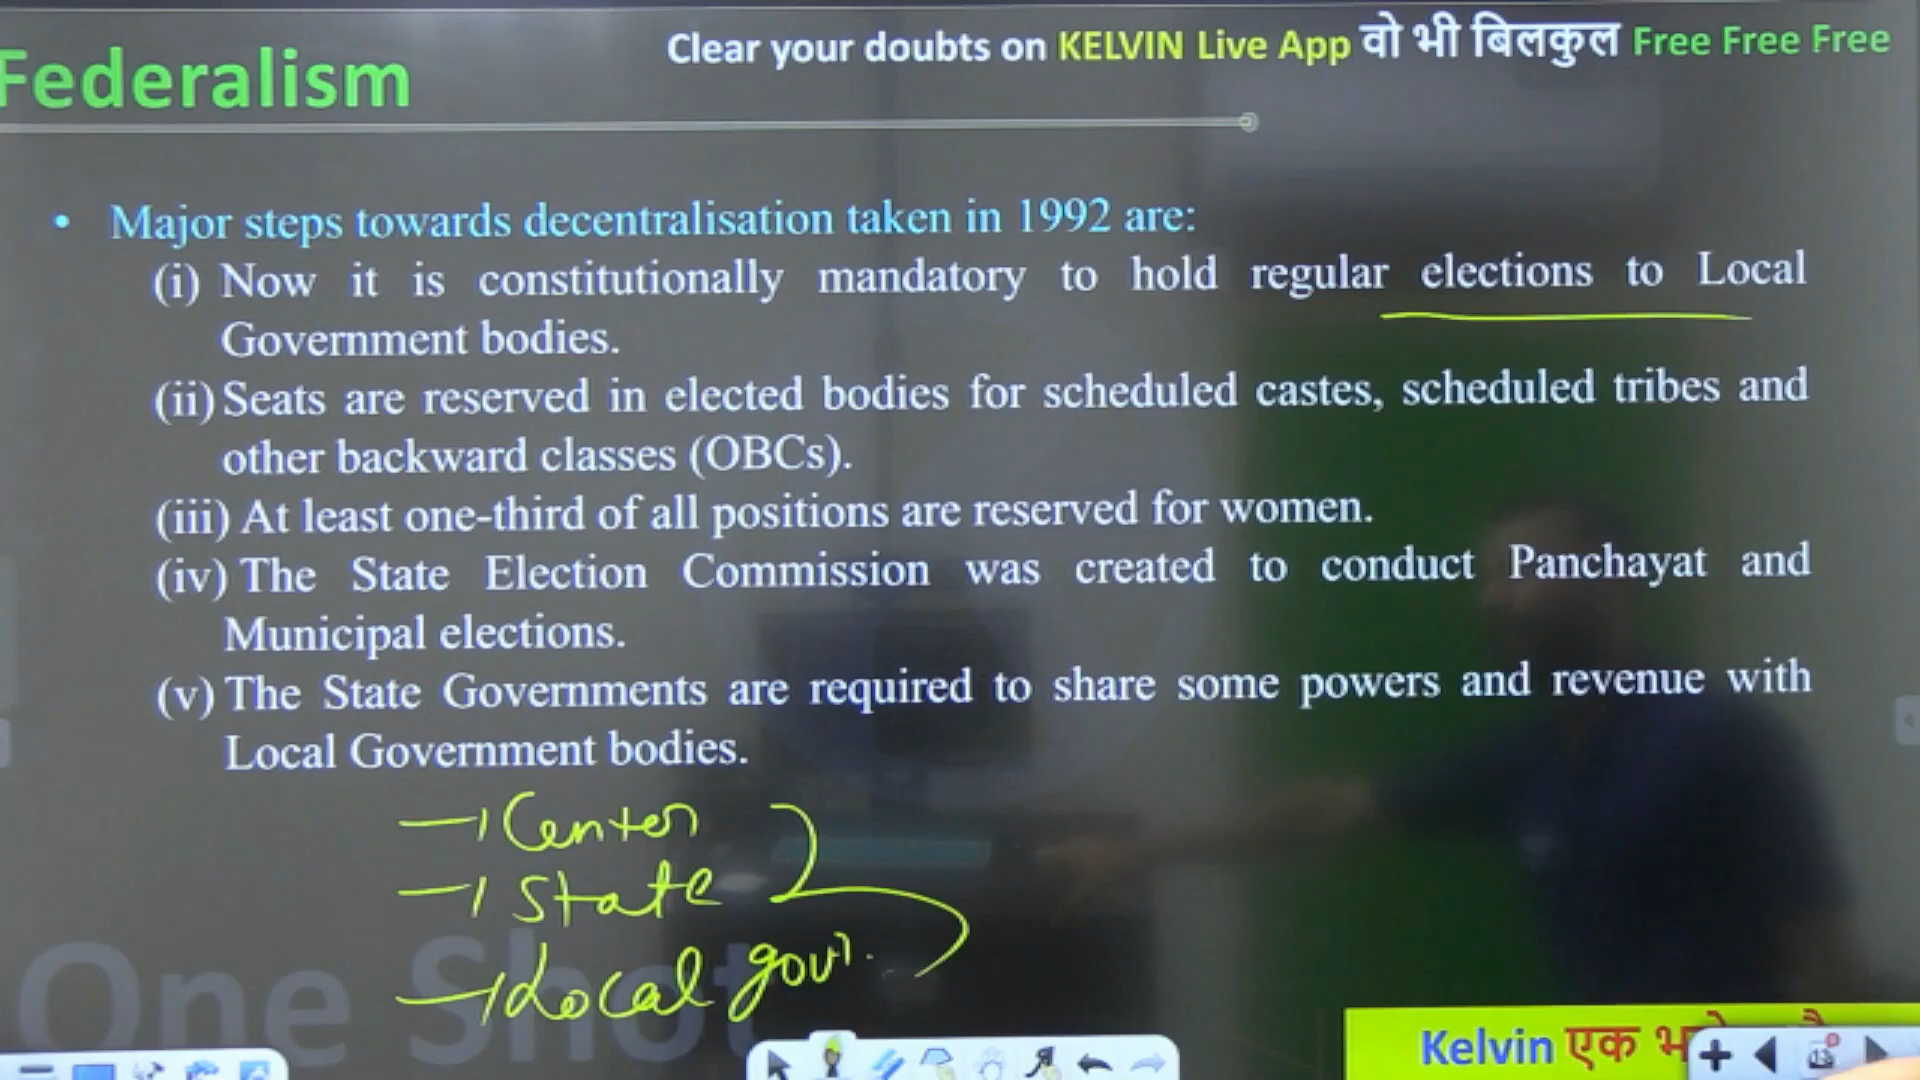 Federalism
Clear your doubts on KELVIN Live App वो भी बिलकुल Free Free Free
• Major steps towards decentralisation taken in 1992 are:
(i) Now it is constitutionally mandatory to hold regular elections to Local
Government bodies.
(ii) Seats are reserved in elected bodies for scheduled castes, scheduled tribes and
other backward classes (OBCs).
(iii) At least one-third of all positions are reserved for women.
(iv) The State Election Commission was created to conduct Panchayat and
Municipal elections.
(v) The State Governments are required to share some powers and revenue with
Local Government bodies.
Center
State
Local govt.
One Shot
Kelvin एक